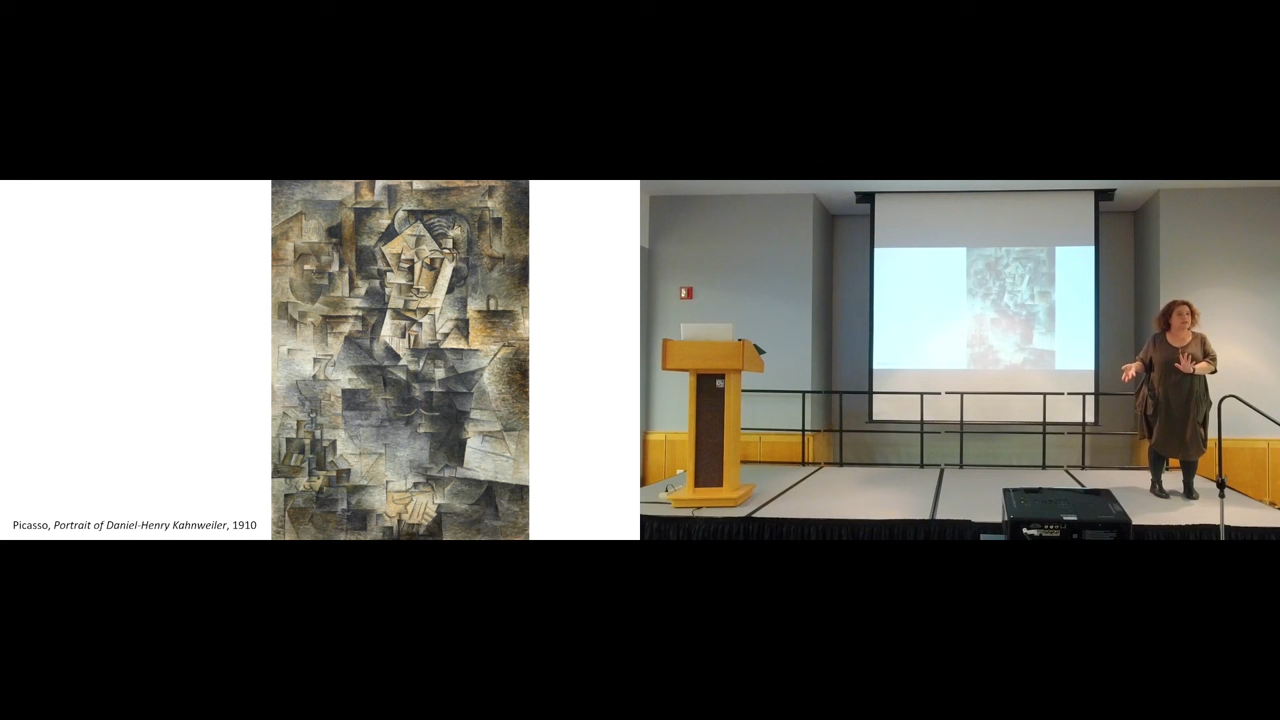 Picasso, Portrait of Daniel-Henry Kahnweiler, 1910